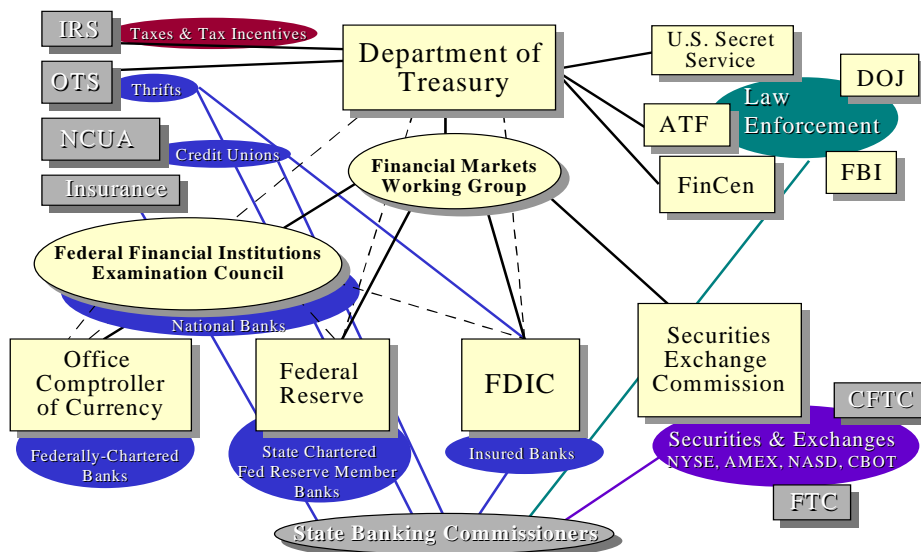 IRS
Taxes & Tax Incentives
Department of
Treasury
U.S. Secret
Service
DOJ
OTS
Thrifts
Law
Enforcement
ATF
NCUA
Credit Unions
Financial Markets
Working Group
FinCen
FBI
Insurance
Federal Financial Institutions
Examination Council
National Banks
Office
Comptroller
of Currency
Federal
Reserve
FDIC
Securities
Exchange
Commission
CFTC
Federally-Chartered
Banks
State Chartered
Fed Reserve Member
Banks
Insured Banks
Securities & Exchanges
NYSE, AMEX, NASD, CBOT
FTC
State Banking Commissioners